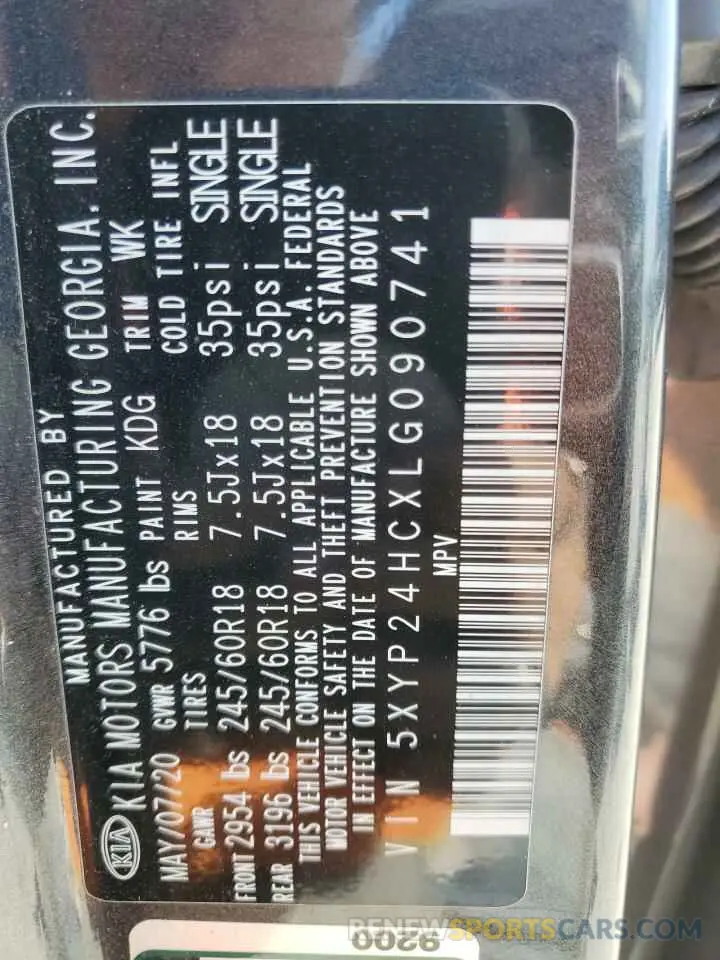 MANUFACTURED BY
KIA KIA MOTORS MANUFACTURING GEORGIA. INC.
MAY/07/20 GVWR 5776 lbs PAINT KDG TRIM WK
GAWR TIRES RIMS COLD TIRE INFL
FRONT 2954 lbs 245/60R18 7.5Jx18 35psi SINGLE
REAR 3196 lbs 245/60R18 7.5Jx18 35psi SINGLE
THIS VEHICLE CONFORMS TO ALL APPLICABLE U.S.A. FEDERAL
MOTOR VEHICLE SAFETY AND THEFT PREVENTION STANDARDS
IN EFFECT ON THE DATE OF MANUFACTURE SHOWN ABOVE
VIN 5XYP24HCXLG090741
MPV
9200
RENEWSPORTSCARS.COM